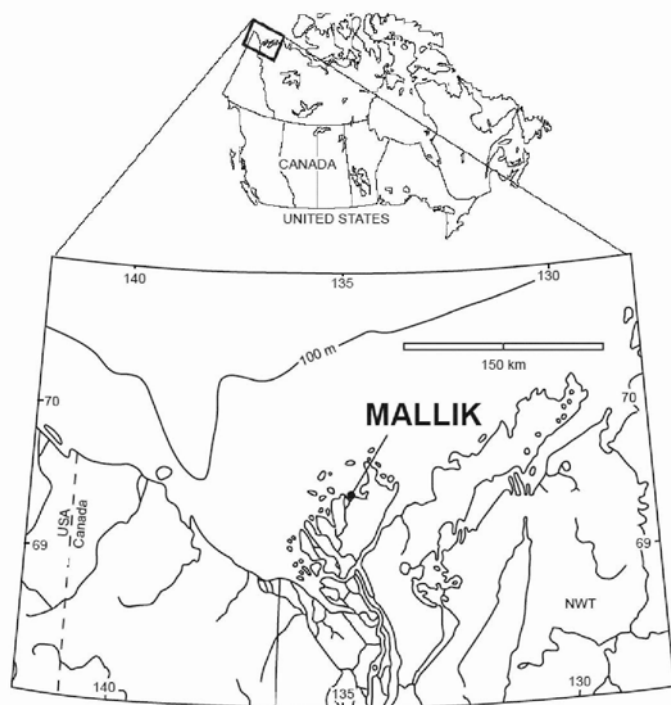 CANADA
UNITED STATES
140
135
130
100 m
150 km
70
70
MALLIK
USA
Canada
69
69
NWT
140
135
130